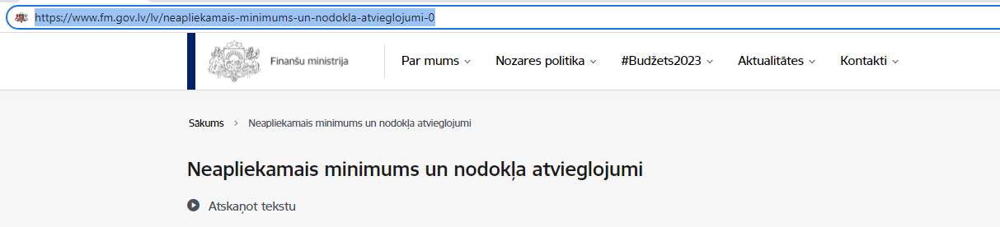 https://www.fm.gov.lv/lv/neapliekamais-minimums-un-nodokla-atvieglojumi-0
Finanšu ministrija Par mums Nozares politika #Budžets2023 Aktualitātes Kontakti
Sākums > Neapliekamais minimums un nodokļa atvieglojumi
Neapliekamais minimums un nodokļa atvieglojumi
Atskaņot tekstu